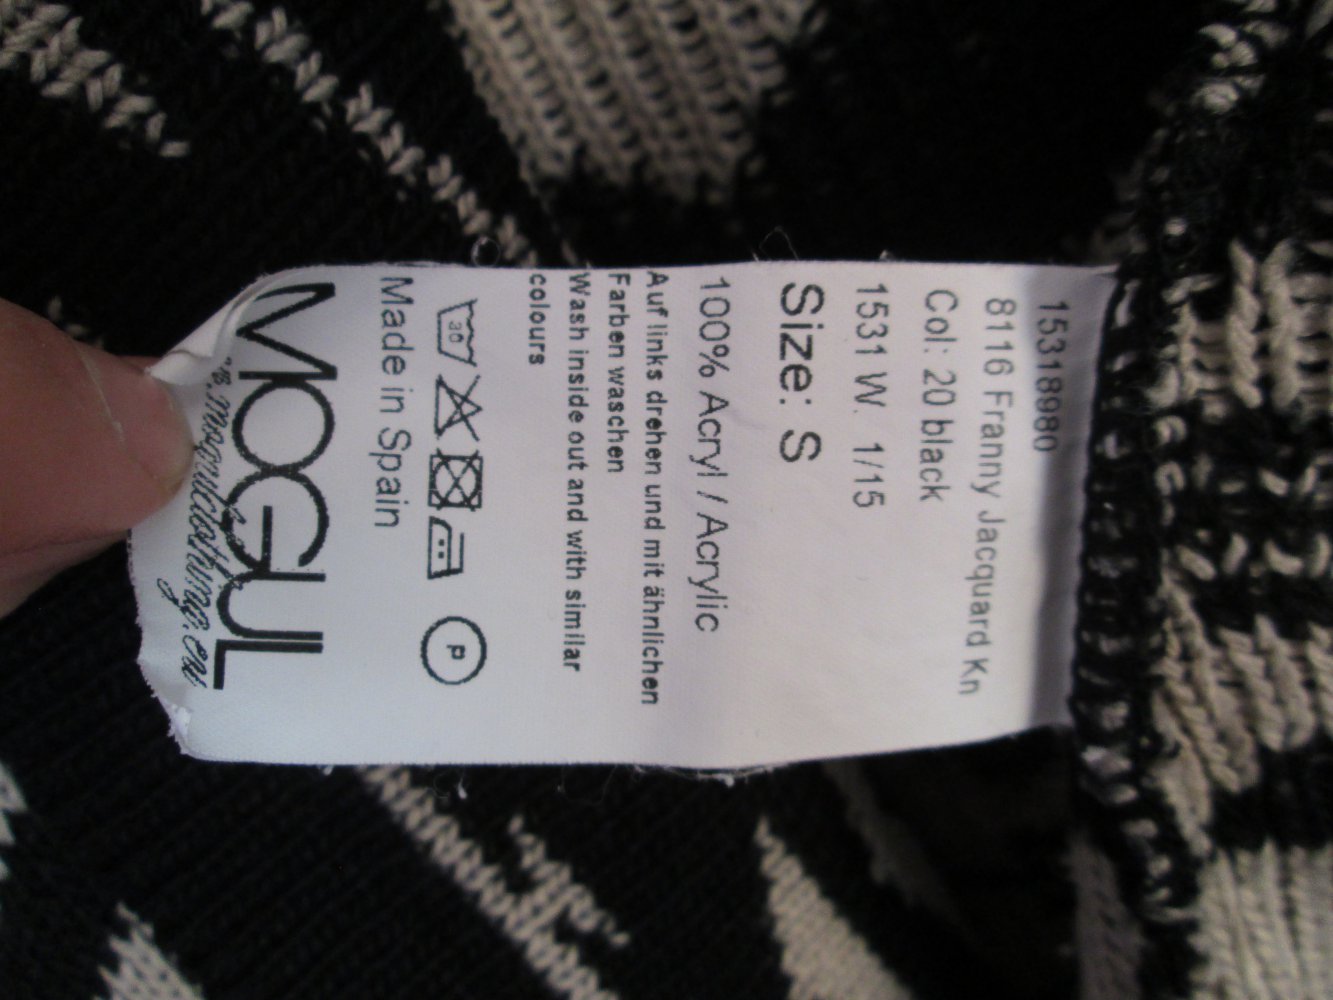 15318980
8116 Franny Jacquard Kn
Col: 20 black
1531 W. 1/15
Size: S
100% Acryl / Acrylic
Auf links drehen und mit ähnlichen
Farben waschen
Wash inside out and with similar
colours
30
P
Made in Spain
MOGUL